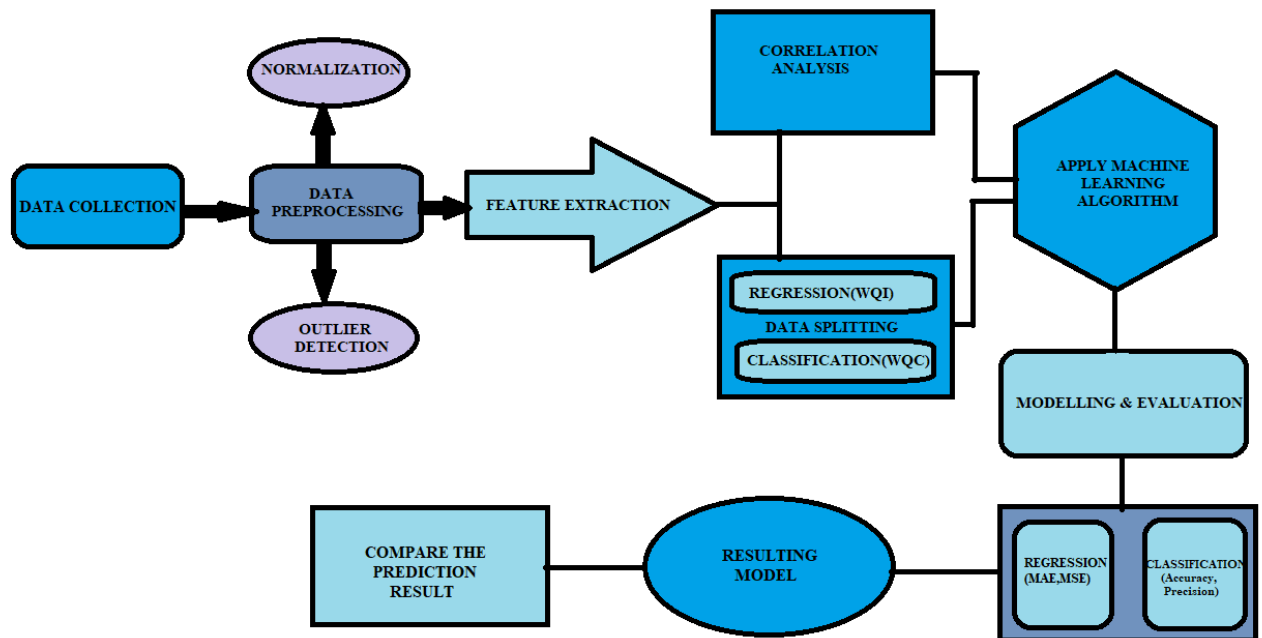 NORMALIZATION
CORRELATION
ANALYSIS
DATA COLLECTION
DATA
PREPROCESSING
FEATURE EXTRACTION
APPLY MACHINE
LEARNING
ALGORITHM
OUTLIER
DETECTION
REGRESSION(WQI)
DATA SPLITTING
CLASSIFICATION(WQC)
MODELLING & EVALUATION
COMPARE THE
PREDICTION
RESULT
RESULTING
MODEL
REGRESSION
(MAE,MSE)
CLASSIFICATION
(Accuracy,
Precision)